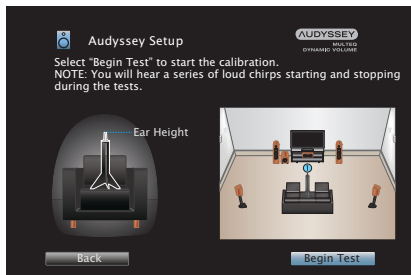 Audyssey Setup
AUDYSSEY
MULTEQ
DYNAMIC VOLUME
Select "Begin Test" to start the calibration.
NOTE: You will hear a series of loud chirps starting and stopping
during the tests.
Ear Height
1
Back
Begin Test